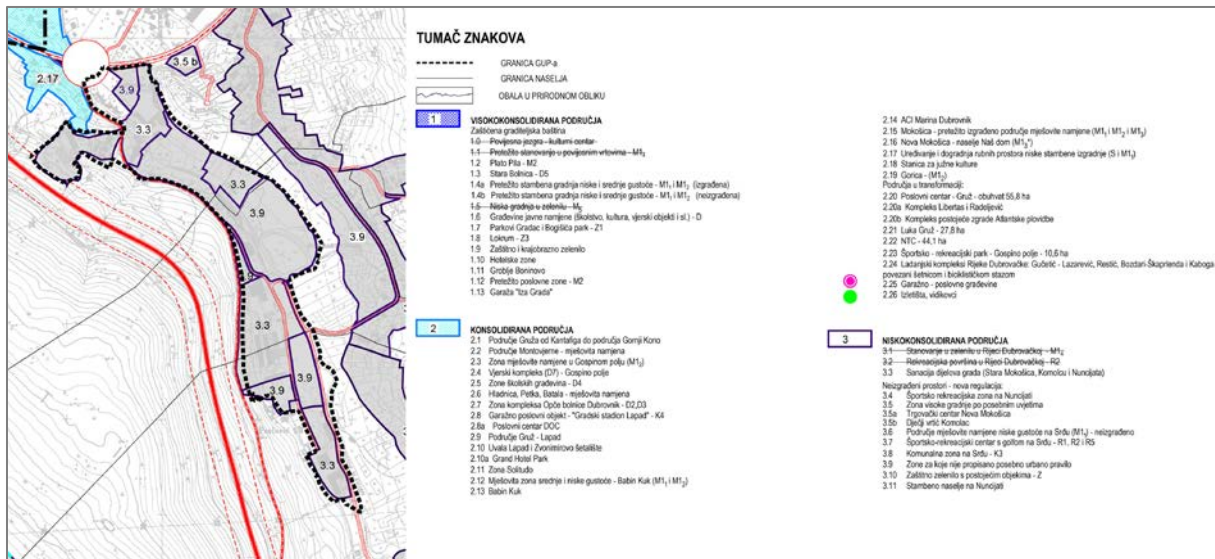 2.17
3.5 b
3.9
3.3
3.3
3.9
3.9
3.3
3.9
3.9
3.3
TUMAČ ZNAKOVA
GRANICA GUP-a
GRANICA NASELJA
OBALA U PRIRODNOM OBLIKU
1 VISOKOKONSOLIDIRANA PODRUČJA
Zaštićena graditeljska baština
1.0 Povijesna jezgra - kulturni centar
1.1 Pretežito stanovanje u povijesnim vrtovima - M1₁
1.2 Plato Pila - M2
1.3 Stara Bolnica - D5
1.4a Pretežito stambena gradnja niske i srednje gustoće - M1₁ i M1₂ (izgrađena)
1.4b Pretežito stambena gradnja niske i srednje gustoće - M1₁ i M1₂ (neizgrađena)
1.5 Niska gradnja u zelenilu -
1.6 Građevine javne namjene (školstvo, kultura, vjerski objekti i sl.) - D
1.7 Parkovi Gradac i Bogišića park - Z1
1.8 Lokrum - Z3
1.9 Zaštitno i krajobrazno zelenilo
1.10 Hotelske zone
1.11 Groblje Boninovo
1.12 Pretežito poslovne zone - M2
1.13 Garaža "Iza Grada"
2 KONSOLIDIRANA PODRUČJA
2.1 Područje Gruža od Kantafiga do područja Gornji Kono
2.2 Područje Montovjerne - mješovita namjena
2.3 Zona mješovite namjene u Gospinom polju (M1₂)
2.4 Vjerski kompleks (D7) - Gospino polje
2.5 Zone školskih građevina - D4
2.6 Hladnica, Petka, Batala - mješovita namjena
2.7 Zona kompleksa Opće bolnice Dubrovnik - D2,D3
2.8 Garažno poslovni objekt - "Gradski stadion Lapad" - K4
2.8a Poslovni centar DOC
2.9 Područje Gruž - Lapad
2.10 Uvala Lapad i Zvonimirovo šetalište
2.10a Grand Hotel Park
2.11 Zona Solitudo
2.12 Mješovita zona srednje i niske gustoće - Babin Kuk (M1₁ i M1₂)
2.13 Babin Kuk
2.14 ACI Marina Dubrovnik
2.15 Mokošica - pretežito izgrađeno područje mješovite namjene (M1₁ i M1₂ i M1₃)
2.16 Nova Mokošica - naselje Naš dom (M1₃*)
2.17 Uređivanje i dogradnja rubnih prostora niske stambene izgradnje (S i M1₁)
2.18 Stanica za južne kulture
2.19 Gorica - (M1₂)
Područja u transformaciji:
2.20 Poslovni centar - Gruž - obuhvat 55,8 ha
2.20a Kompleks Libertas i Radeljević
2.20b Kompleks postojeće zgrade Atlantske plovidbe
2.21 Luka Gruž - 27,8 ha
2.22 NTC - 44,1 ha
2.23 Športsko - rekreacijski park - Gospino polje - 10,6 ha
2.24 Ladanjski kompleksi Rijeke Dubrovačke: Gučetić - Lazarević, Restić, Bozdari-Škaprlenda i Kaboga
povezani šetnicom i biciklističkom stazom
2.25 Garažno - poslovne građevine
2.26 Izletišta, vidikovci
3 NISKOKONSOLIDIRANA PODRUČJA
3.1 Stanovanje u zelenilu u Rijeci Dubrovačkoj - M1₂
3.2 Rekreacijska površina u Rijeci Dubrovačkoj - R2
3.3 Sanacija dijelova grada (Stara Mokošica, Komolcu i Nuncijata)
Neizgrađeni prostori - nova regulacija:
3.4 Športsko rekreacijska zona na Nuncijati
3.5 Zona visoke gradnje po posebnim uvjetima
3.5a Trgovački centar Nova Mokošica
3.5b Dječji vrtić Komolac
3.6 Područje mješovite namjene niske gustoće na Srđu (M1₁) - neizgrađeno
3.7 Športsko-rekreacijski centar s golfom na Srđu - R1, R2 i R5
3.8 Komunalna zona na Srđu - K3
3.9 Zone za koje nije propisano posebno urbano pravilo
3.10 Zaštitno zelenilo s postojećim objekima - Z
3.11 Stambeno naselje na Nuncijati